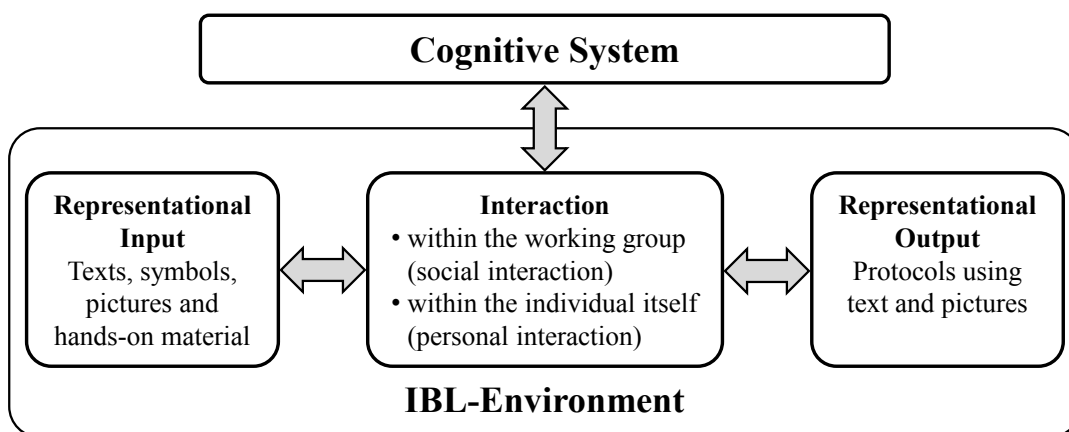 Cognitive System
Representational
Input
Texts, symbols,
pictures and
hands-on material
Interaction
• within the working group
(social interaction)
• within the individual itself
(personal interaction)
Representational
Output
Protocols using
text and pictures
IBL-Environment